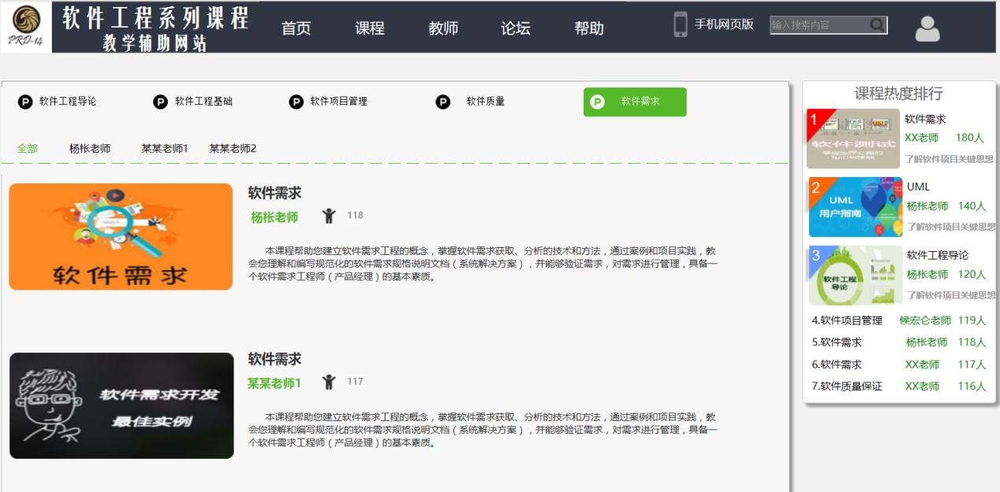 PRD-14
软件工程系列课程
教学辅助网站
首页
课程
教师
论坛
帮助
手机网页版
输入搜索内容
P 软件工程导论
P 软件工程基础
P 软件项目管理
P 软件质量
P 软件需求
全部
杨枨老师
某某老师1
某某老师2
软件需求
软件需求
杨枨老师
118
本课程帮助您建立软件需求工程的概念，掌握软件需求获取、分析的技术和方法，通过案例和项目实践，教
会您理解和编写规范化的软件需求规格说明文档（系统解决方案），并能够验证需求，对需求进行管理，具备一
个软件需求工程师（产品经理）的基本素质。
软件需求开发
最佳实例
软件需求
某某老师1
117
本课程帮助您建立软件需求工程的概念，掌握软件需求获取、分析的技术和方法，通过案例和项目实践，教
会您理解和编写规范化的软件需求规格说明文档（系统解决方案），并能够验证需求，对需求进行管理，具备一
个软件需求工程师（产品经理）的基本素质。
课程热度排行
1
软件测试
软件需求
XX老师 180人
了解软件项目关键思想
2
UML
用户指南
UML
杨枨老师 140人
了解软件项目关键思想
3
软件工程
导论
软件工程导论
杨枨老师 120人
了解软件项目关键思想
4.软件项目管理 候宏仑老师 119人
5.软件需求 杨枨老师 118人
6.软件需求 XX老师 117人
7.软件质量保证 XX老师 116人